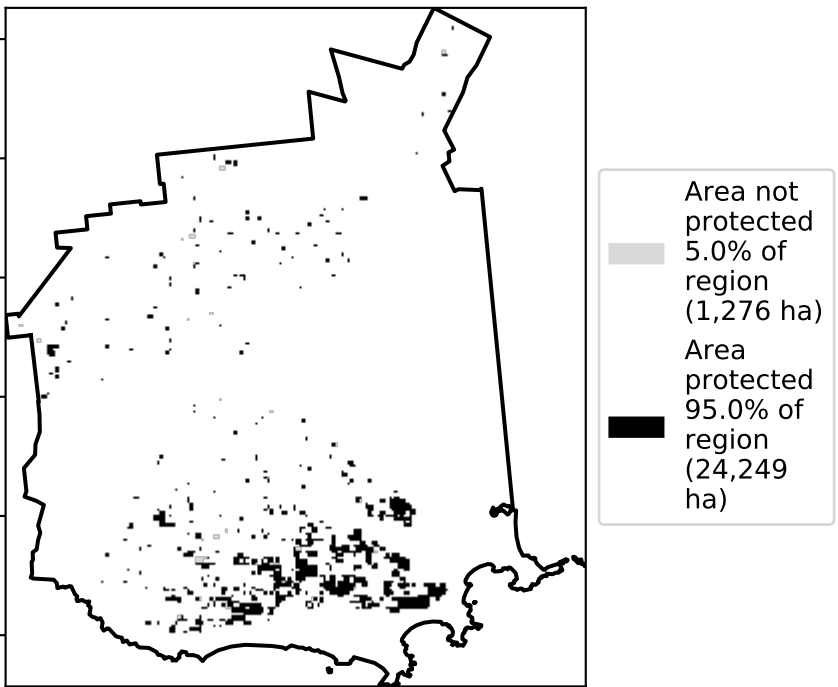 Area not
protected
5.0% of
region
(1,276 ha)
Area
protected
95.0% of
region
(24,249
ha)